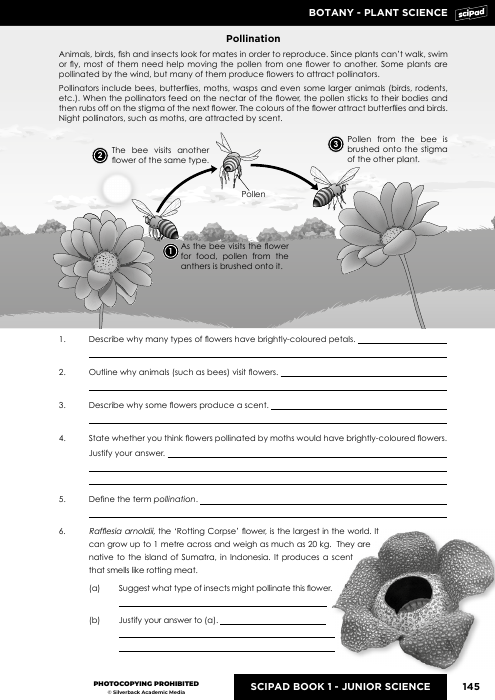 BOTANY - PLANT SCIENCE
scipad
Pollination
Animals, birds, fish and insects look for mates in order to reproduce. Since plants can't walk, swim
or fly, most of them need help moving the pollen from one flower to another. Some plants are
pollinated by the wind, but many of them produce flowers to attract pollinators.
Pollinators include bees, butterflies, moths, wasps and even some larger animals (birds, rodents,
etc.). When the pollinators feed on the nectar of the flower, the pollen sticks to their bodies and
then rubs off on the stigma of the next flower. The colours of the flower attract butterflies and birds.
Night pollinators, such as moths, are attracted by scent.
2
The bee visits another
flower of the same type.
3
Pollen from the bee is
brushed onto the stigma
of the other plant.
Pollen
1
As the bee visits the flower
for food, pollen from the
anthers is brushed onto it.
1. Describe why many types of flowers have brightly-coloured petals.
2. Outline why animals (such as bees) visit flowers.
3. Describe why some flowers produce a scent.
4. State whether you think flowers pollinated by moths would have brightly-coloured flowers.
Justify your answer.
5. Define the term pollination.
6. Rafflesia arnoldii, the 'Rotting Corpse' flower, is the largest in the world. It
can grow up to 1 metre across and weigh as much as 20 kg. They are
native to the island of Sumatra, in Indonesia. It produces a scent
that smells like rotting meat.
(a) Suggest what type of insects might pollinate this flower.
(b) Justify your answer to (a).
PHOTOCOPYING PROHIBITED
© Silverback Academic Media
SCIPAD BOOK 1 - JUNIOR SCIENCE
145